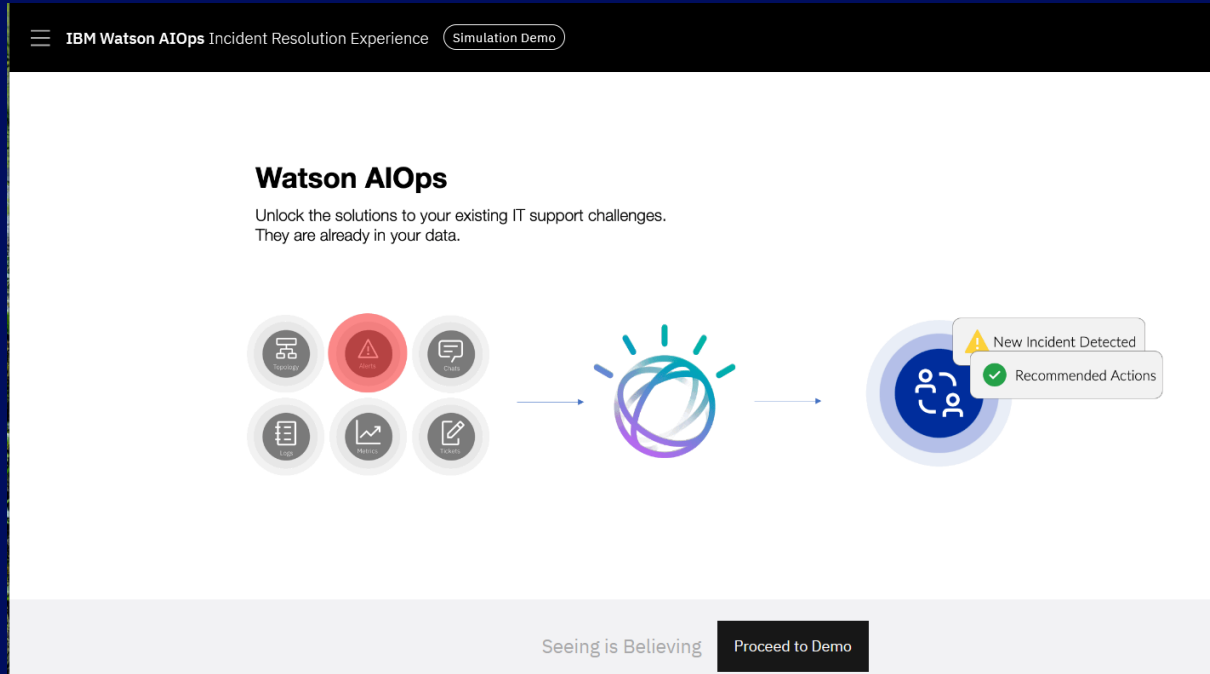 IBM Watson AIOps Incident Resolution Experience Simulation Demo
Watson AIOps
Unlock the solutions to your existing IT support challenges.
They are already in your data.
Topology
Alerts
Chats
Logs
Metrics
Tickets
New Incident Detected
Recommended Actions
Seeing is Believing
Proceed to Demo